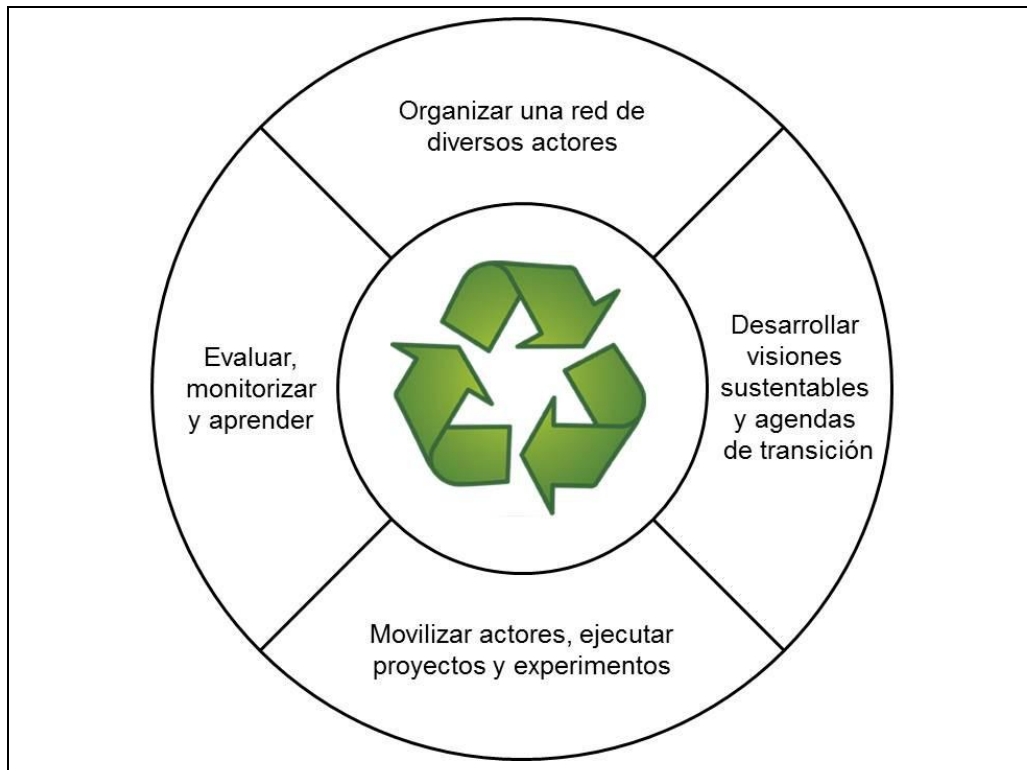 Organizar una red de
diversos actores
Desarrollar
visiones
sustentables
y agendas
de transición
Movilizar actores, ejecutar
proyectos y experimentos
Evaluar,
monitorizar
y aprender